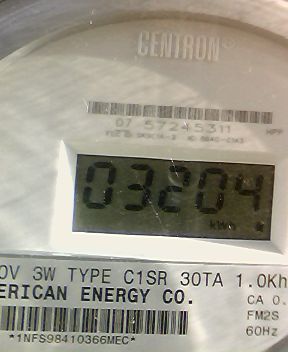 CENTRON®
07 57245311
HPP
03204
kWh
0V 3W TYPE C1SR 30TA 1.0Kh
ERICAN ENERGY CO.
CA 0.
FM2S
60Hz
*1NFS98410366MEC*